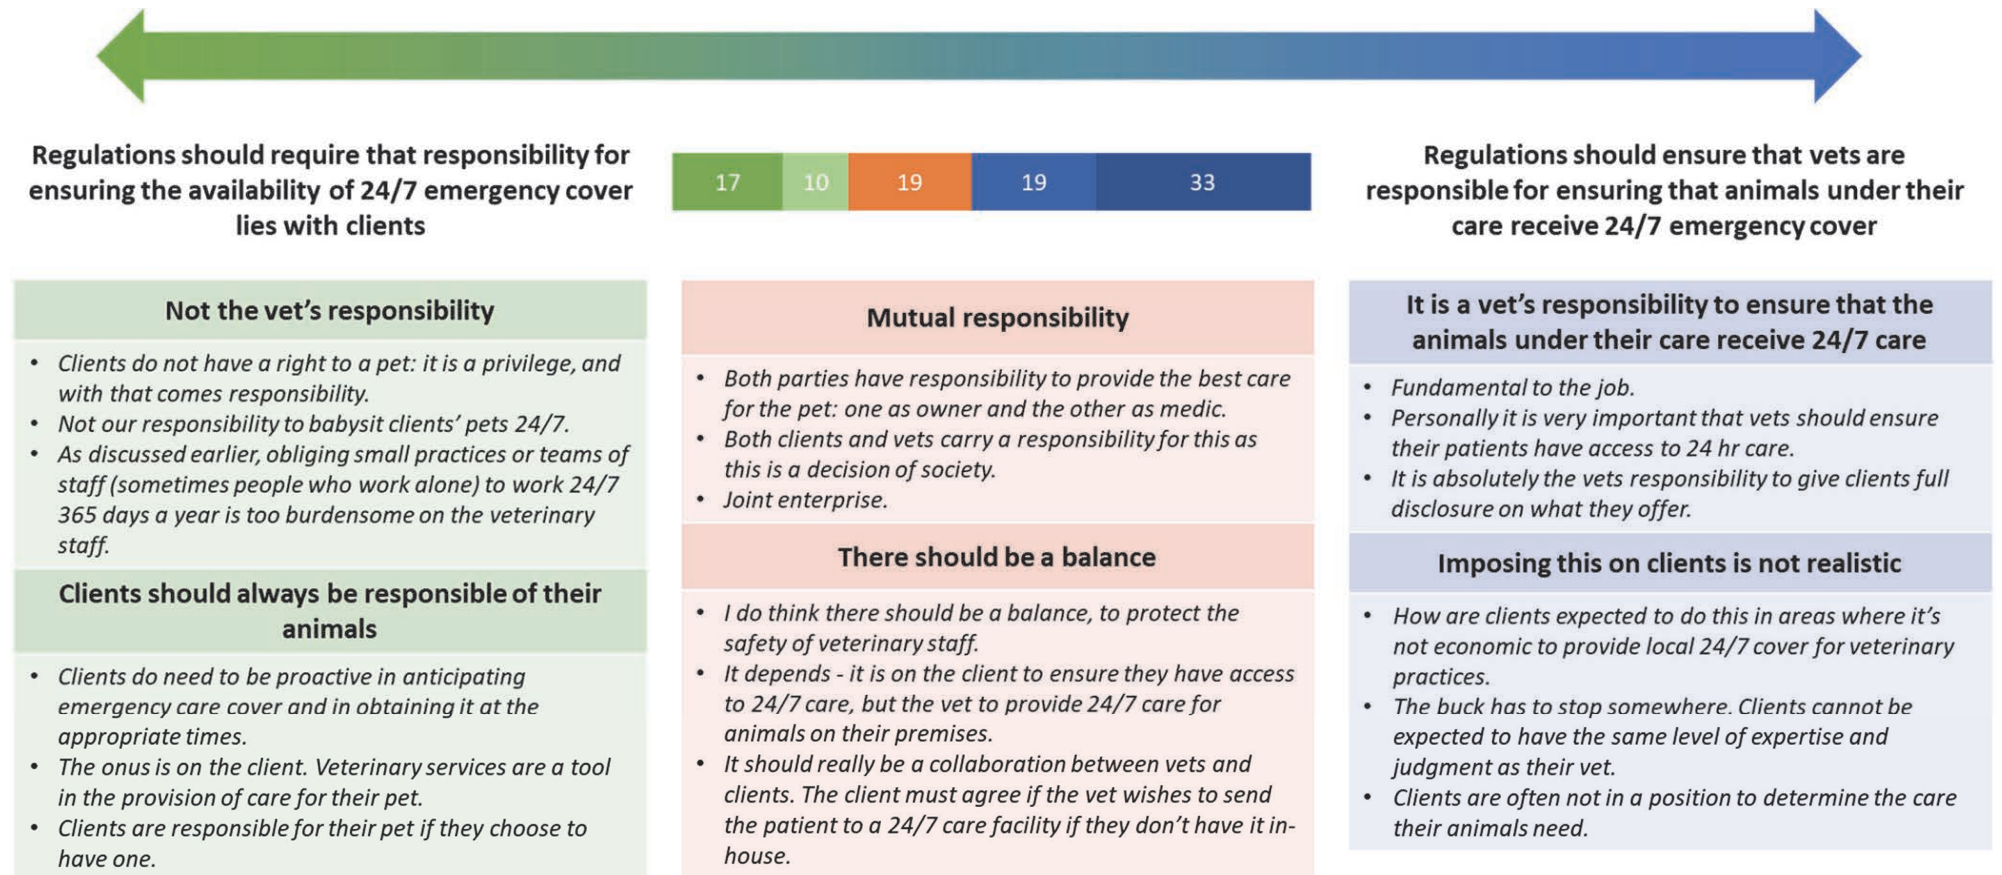 Regulations should require that responsibility for
ensuring the availability of 24/7 emergency cover
lies with clients
17 10 19 19 33
Regulations should ensure that vets are
responsible for ensuring that animals under their
care receive 24/7 emergency cover
Not the vet’s responsibility
• Clients do not have a right to a pet: it is a privilege, and
with that comes responsibility.
• Not our responsibility to babysit clients’ pets 24/7.
• As discussed earlier, obliging small practices or teams of
staff (sometimes people who work alone) to work 24/7
365 days a year is too burdensome on the veterinary
staff.
Clients should always be responsible of their
animals
• Clients do need to be proactive in anticipating
emergency care cover and in obtaining it at the
appropriate times.
• The onus is on the client. Veterinary services are a tool
in the provision of care for their pet.
• Clients are responsible for their pet if they choose to
have one.
Mutual responsibility
• Both parties have responsibility to provide the best care
for the pet: one as owner and the other as medic.
• Both clients and vets carry a responsibility for this as
this is a decision of society.
• Joint enterprise.
There should be a balance
• I do think there should be a balance, to protect the
safety of veterinary staff.
• It depends - it is on the client to ensure they have access
to 24/7 care, but the vet to provide 24/7 care for
animals on their premises.
• It should really be a collaboration between vets and
clients. The client must agree if the vet wishes to send
the patient to a 24/7 care facility if they don’t have it in-
house.
It is a vet’s responsibility to ensure that the
animals under their care receive 24/7 care
• Fundamental to the job.
• Personally it is very important that vets should ensure
their patients have access to 24 hr care.
• It is absolutely the vets responsibility to give clients full
disclosure on what they offer.
Imposing this on clients is not realistic
• How are clients expected to do this in areas where it’s
not economic to provide local 24/7 cover for veterinary
practices.
• The buck has to stop somewhere. Clients cannot be
expected to have the same level of expertise and
judgment as their vet.
• Clients are often not in a position to determine the care
their animals need.